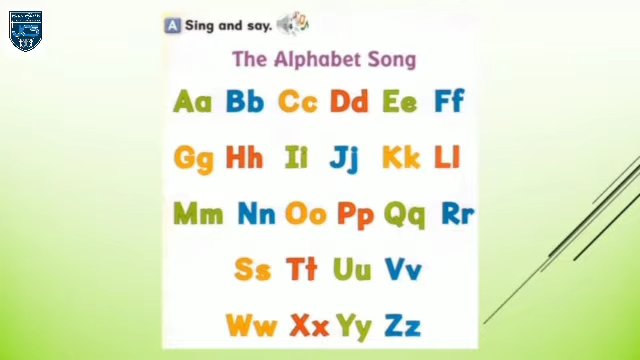 A Sing and say.
The Alphabet Song
Aa Bb Cc Dd Ee Ff
Gg Hh Ii Jj Kk Ll
Mm Nn Oo Pp Qq Rr
Ss Tt Uu Vv
Ww Xx Yy Zz